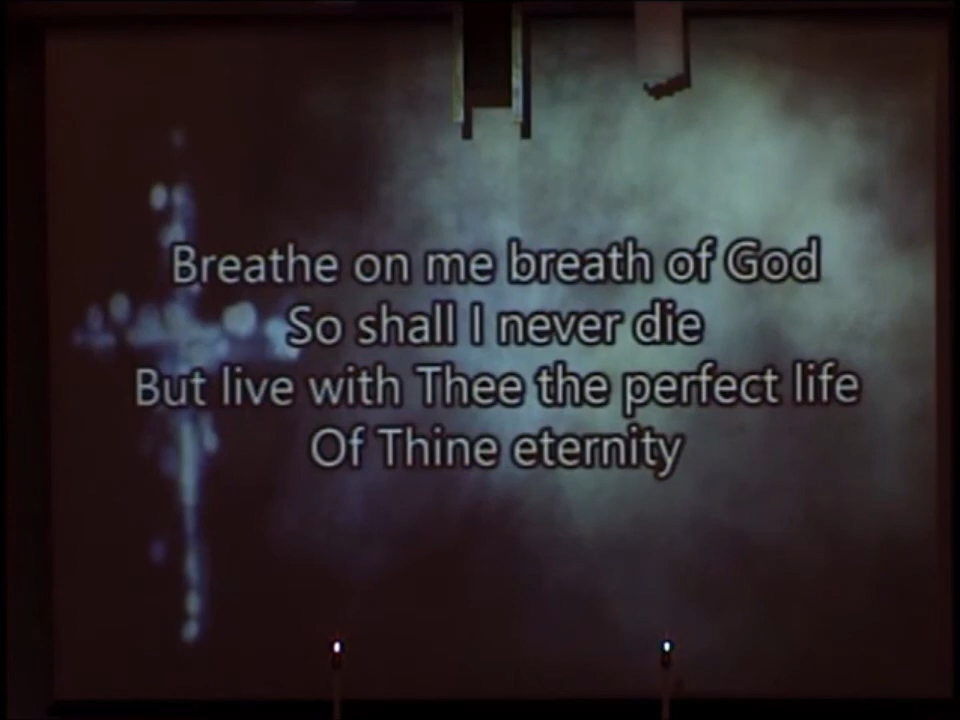 Breathe on me breath of God
So shall I never die
But live with Thee the perfect life
Of Thine eternity